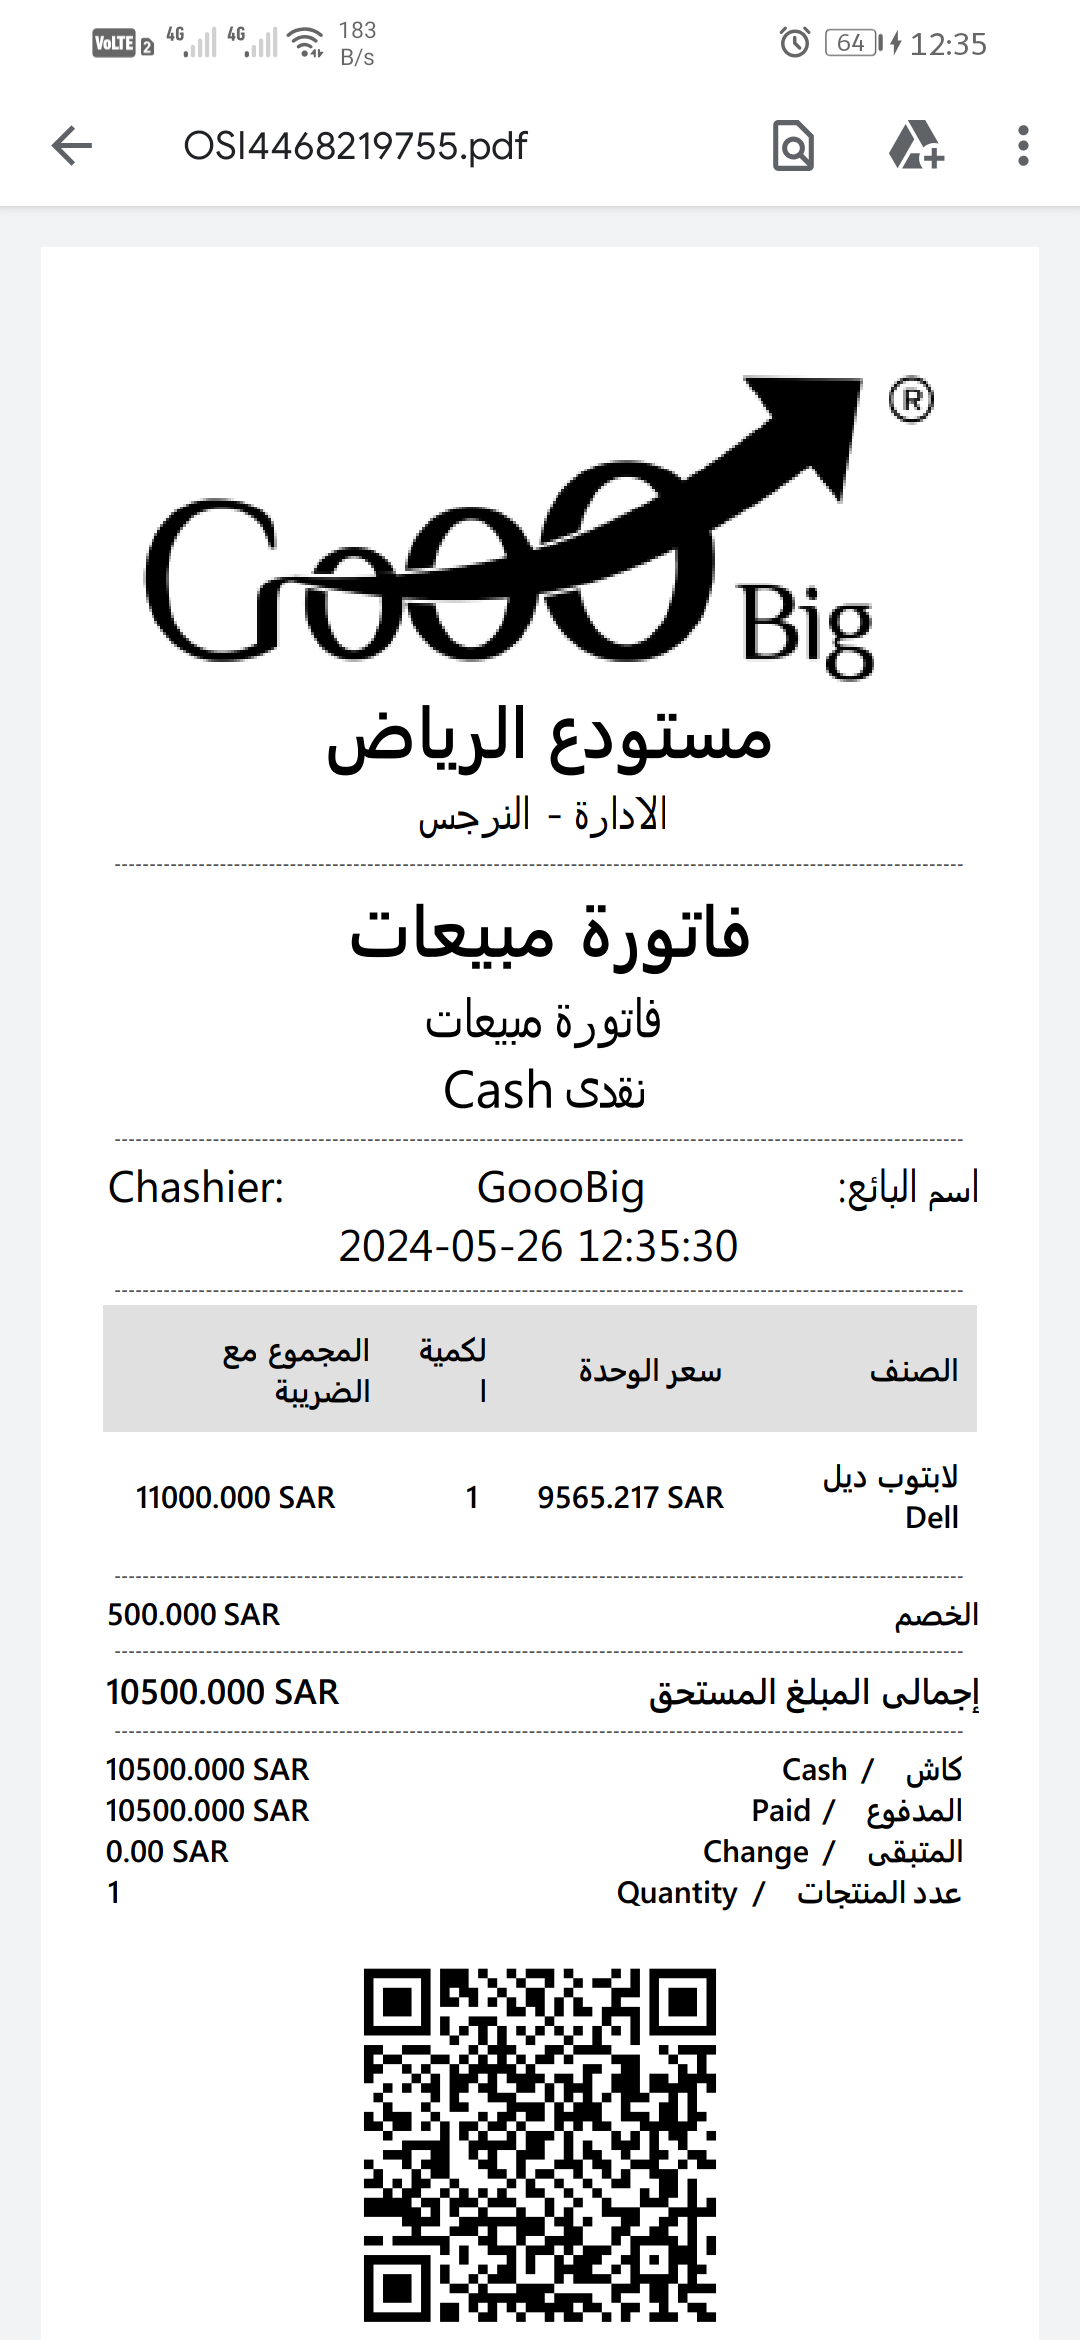 VoLTE 2 4G 4G 183 B/s 64 12:35
OSI4468219755.pdf
GoooBig ®
مستودع الرياض
الادارة - النرجس
فاتورة مبيعات
فاتورة مبيعات
نقدى Cash
Chashier: GoooBig اسم البائع:
2024-05-26 12:35:30
الصنف سعر الوحدة لكمية المجموع مع
ا الضريبة
لابتوب ديل
Dell 9565.217 SAR 1 11000.000 SAR
الخصم 500.000 SAR
إجمالى المبلغ المستحق 10500.000 SAR
كاش / Cash 10500.000 SAR
المدفوع / Paid 10500.000 SAR
المتبقى / Change 0.00 SAR
عدد المنتجات / Quantity 1